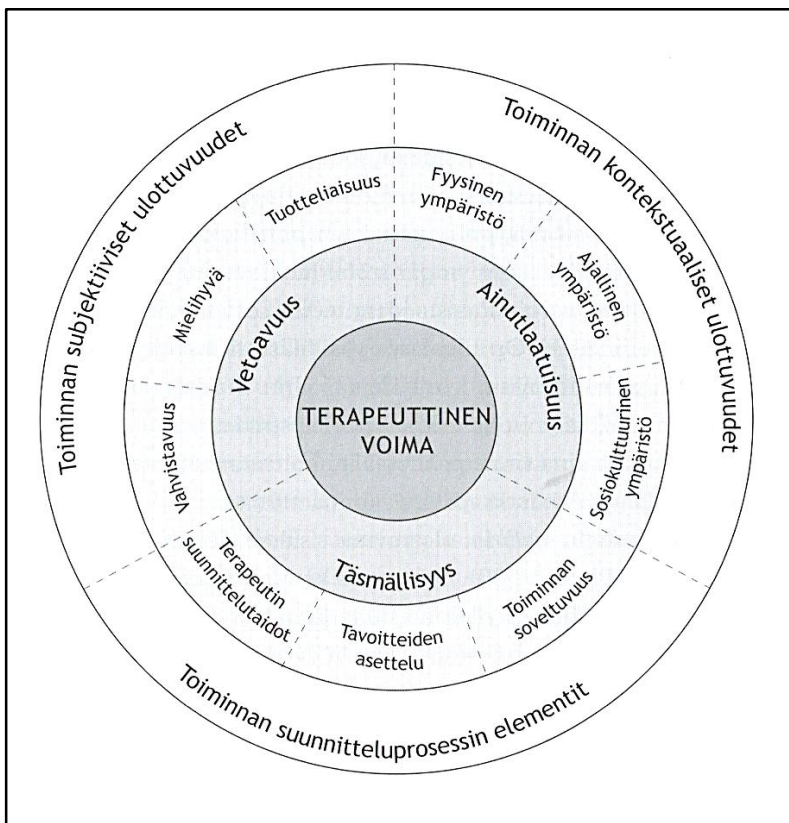 Toiminnan subjektiiviset ulottuvuudet
Toiminnan kontekstuaaliset ulottuvuudet
Toiminnan suunnitteluprosessin elementit
Vahvistavuus
Mielihyvä
Tuotteliaisuus
Fyysinen
ympäristö
Ajallinen
ympäristö
Sosiokulttuurinen
ympäristö
Toiminnan
soveltuvuus
Tavoitteiden
asettelu
Terapeutin
suunnittelutaidot
Vetoavuus
Ainutlaatuisuus
Täsmällisyys
TERAPEUTTINEN
VOIMA